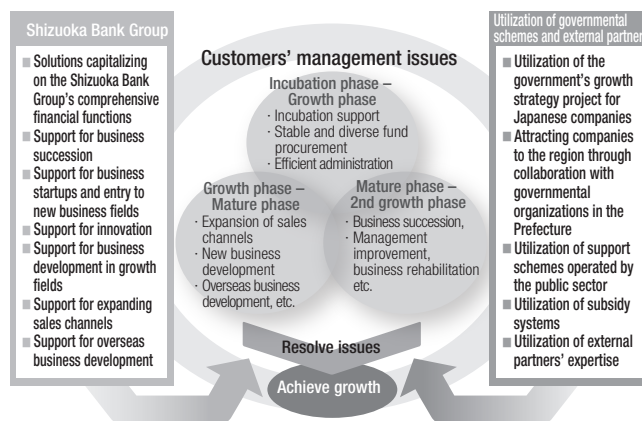 Shizuoka Bank Group
■ Solutions capitalizing
on the Shizuoka Bank
Group's comprehensive
financial functions
■ Support for business
succession
■ Support for business
startups and entry to
new business fields
■ Support for innovation
■ Support for business
development in growth
fields
■ Support for expanding
sales channels
■ Support for overseas
business development
Customers' management issues
Incubation phase –
Growth phase
· Incubation support
· Stable and diverse fund
procurement
· Efficient administration
Growth phase –
Mature phase
· Expansion of sales
channels
· New business
development
· Overseas business
development, etc.
Mature phase –
2nd growth phase
· Business succession,
· Management
improvement,
business rehabilitation
etc.
Resolve issues
Achieve growth
Utilization of governmental
schemes and external partner
■ Utilization of the
government's growth
strategy project for
Japanese companies
■ Attracting companies
to the region through
collaboration with
governmental
organizations in the
Prefecture
■ Utilization of support
schemes operated by
the public sector
■ Utilization of subsidy
systems
■ Utilization of external
partners' expertise